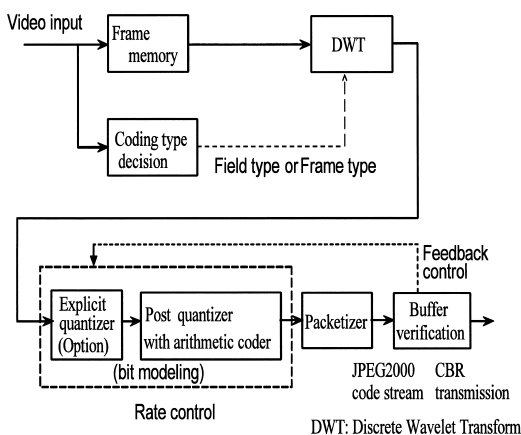 Video input
Frame
memory
DWT
Coding type
decision
Field type or Frame type
Feedback
control
Explicit
quantizer
(Option)
Post quantizer
with arithmetic coder
(bit modeling)
Packetizer
Buffer
verification
Rate control
JPEG2000
code stream
CBR
transmission
DWT: Discrete Wavelet Transform